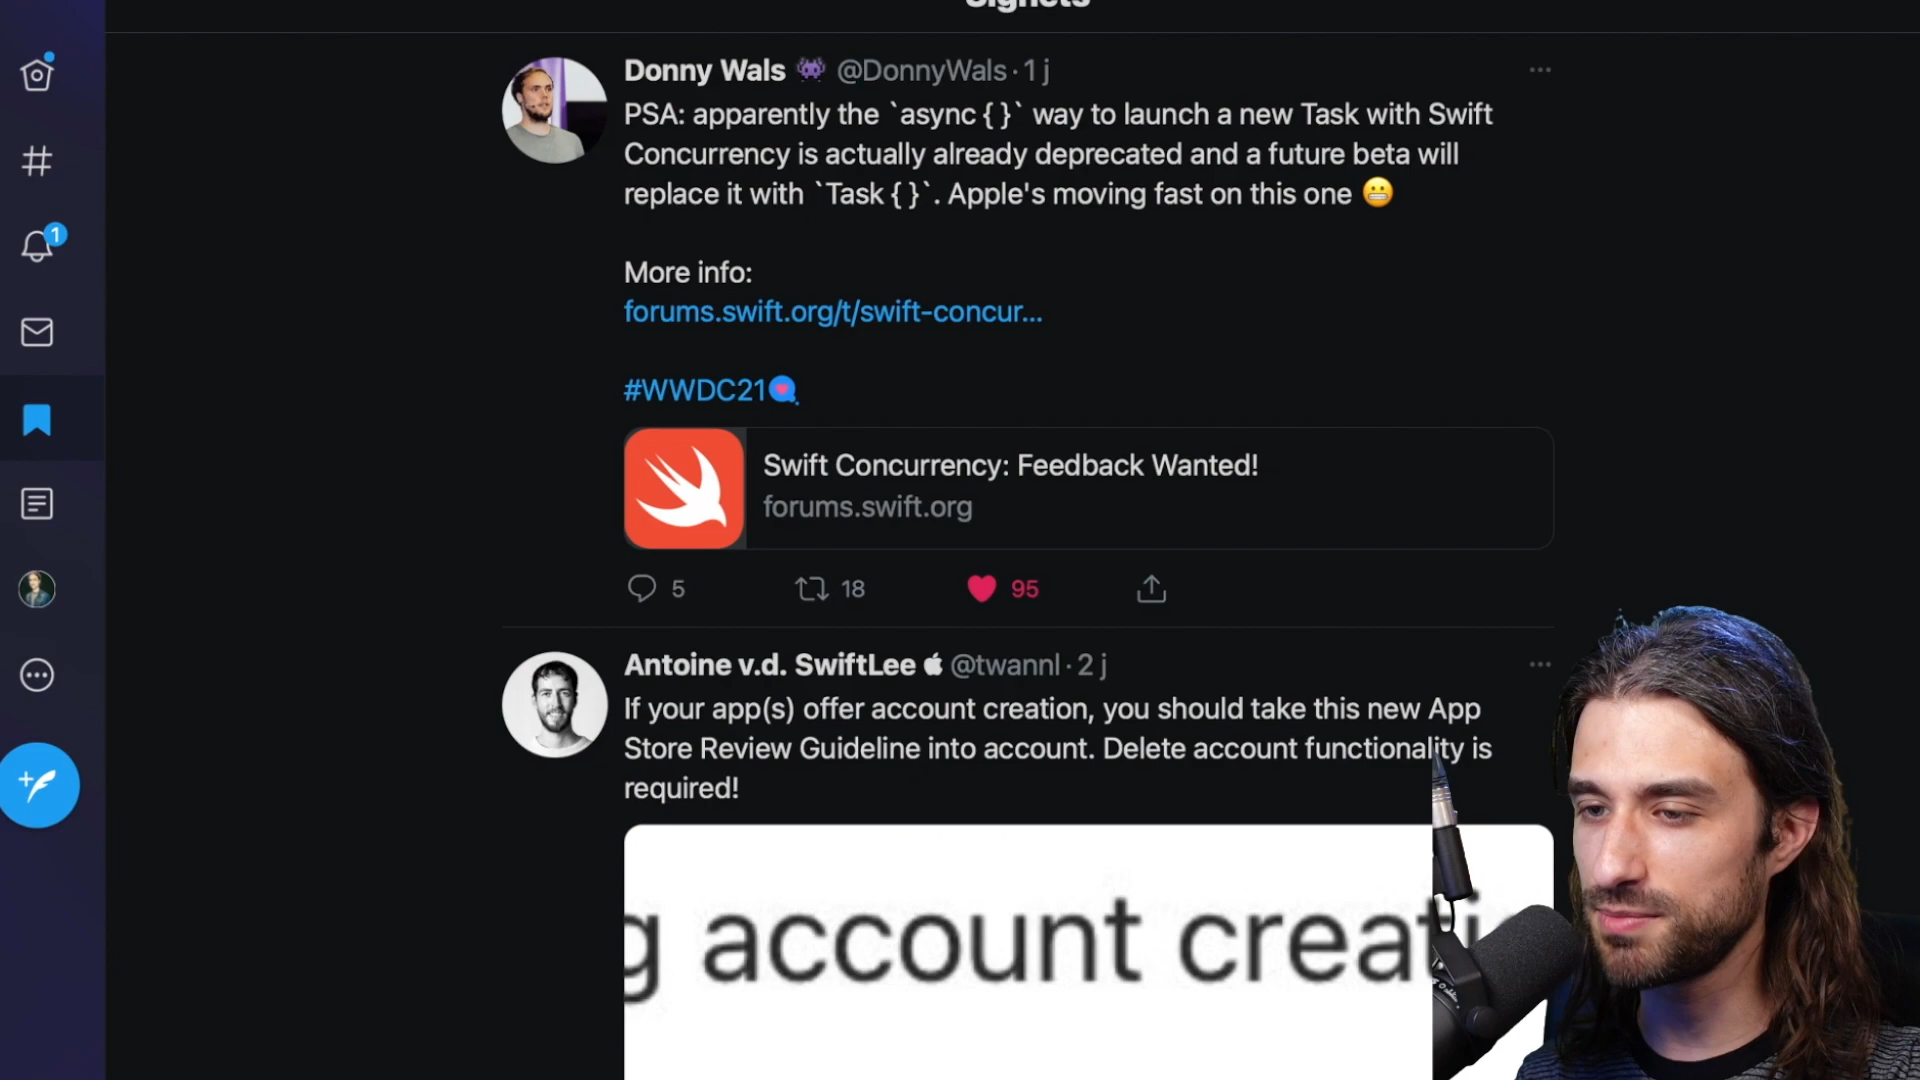 Signets
Donny Wals 👾 @DonnyWals · 1 j
PSA: apparently the `async { }` way to launch a new Task with Swift
Concurrency is actually already deprecated and a future beta will
replace it with `Task { }`. Apple's moving fast on this one 😬
More info:
forums.swift.org/t/swift-concur...
#WWDC21
Swift Concurrency: Feedback Wanted!
forums.swift.org
5 18 95
1
Antoine v.d. SwiftLee @twannl · 2 j
If your app(s) offer account creation, you should take this new App
Store Review Guideline into account. Delete account functionality is
required!
g account creati